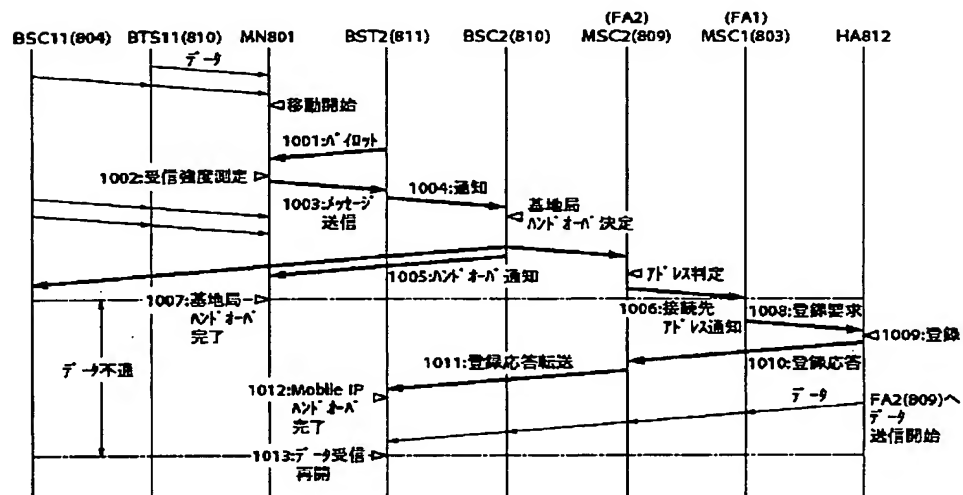 (FA2) (FA1)
BSC11(804) BTS11(810) MN801 BST2(811) BSC2(810) MSC2(809) MSC1(803) HA812
データ
移動開始
1001:パイロット
1002:受信強度測定
1004:通知
1003:メッセージ
送信
基地局
ハンドオーバ決定
1005:ハンドオーバ通知
アドレス判定
1007:基地局
ハンドオーバ
完了
1006:接続先
アドレス通知
1008:登録要求
1009:登録
データ不通
1011:登録応答転送
1010:登録応答
1012:Mobile IP
ハンドオーバ
完了
データ
FA2(809)へ
データ
送信開始
1013:データ受信
再開